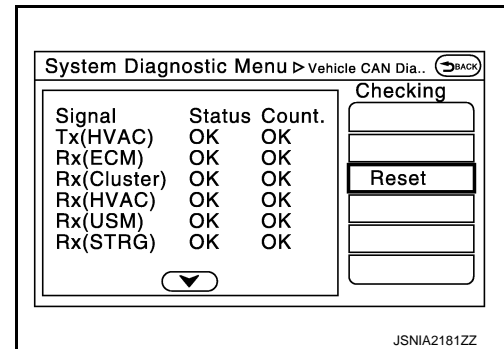 System Diagnostic Menu ▷ Vehicle CAN Dia.. BACK
Checking
Signal Status Count.
Tx(HVAC) OK OK
Rx(ECM) OK OK
Rx(Cluster) OK OK
Rx(HVAC) OK OK
Rx(USM) OK OK
Rx(STRG) OK OK
Reset
JSNIA2181ZZ